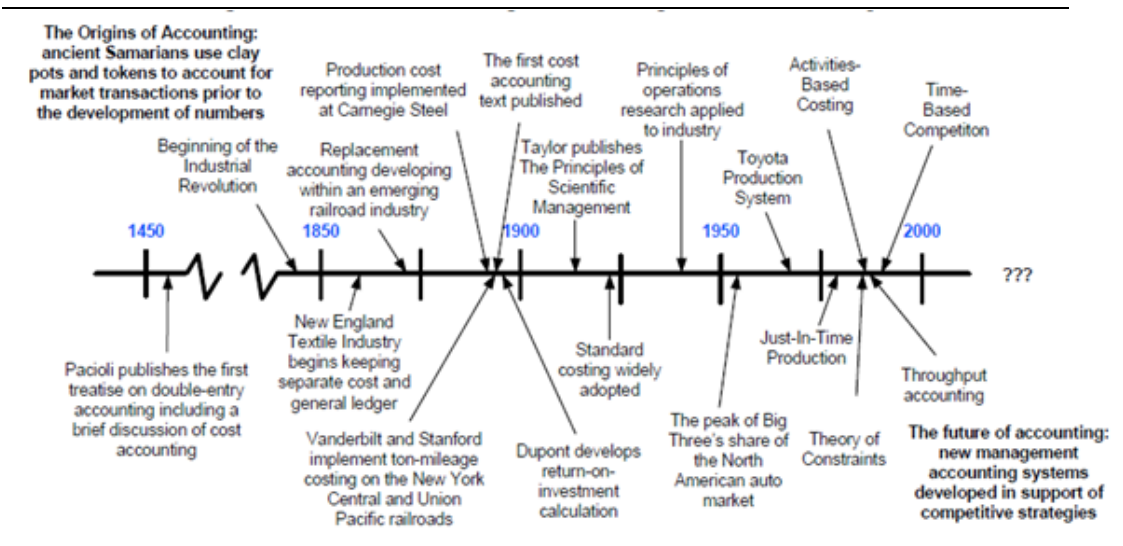 The Origins of Accounting:
ancient Samarians use clay
pots and tokens to account for
market transactions prior to
the development of numbers
Production cost
reporting implemented
at Carnegie Steel
The first cost
accounting
text published
Principles of
operations
research applied
to industry
Activities-
Based
Costing
Time-
Based
Competiton
Beginning of the
Industrial
Revolution
Replacement
accounting developing
within an emerging
railroad industry
Taylor publishes
The Principles of
Scientific
Management
Toyota
Production
System
1450
1850
1900
1950
2000
???
Pacioli publishes the first
treatise on double-entry
accounting including a
brief discussion of cost
accounting
New England
Textile Industry
begins keeping
separate cost and
general ledger
Vanderbilt and Stanford
implement ton-mileage
costing on the New York
Central and Union
Pacific railroads
Dupont develops
return-on-
investment
calculation
Standard
costing widely
adopted
The peak of Big
Three's share of
the North
American auto
market
Just-In-Time
Production
Theory of
Constraints
Throughput
accounting
The future of accounting:
new management
accounting systems
developed in support of
competitive strategies